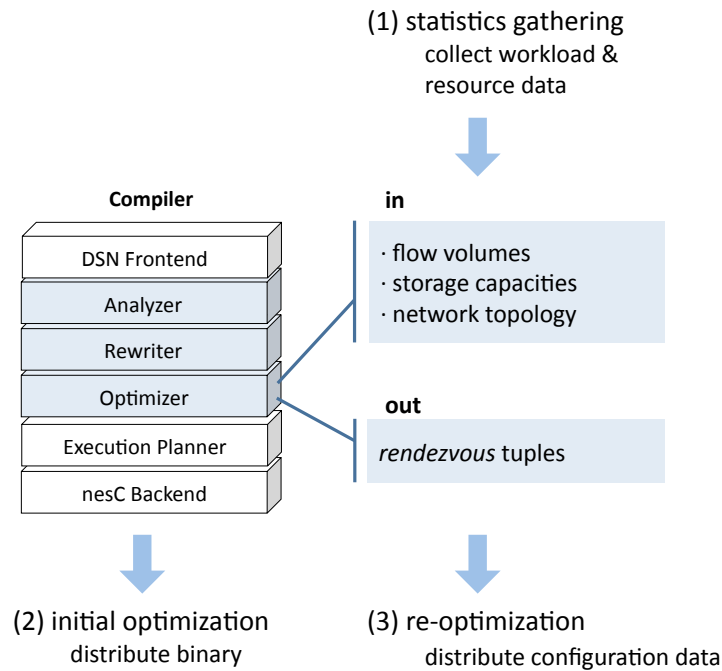 (1) statistics gathering
collect workload &
resource data
Compiler
DSN Frontend
Analyzer
Rewriter
Optimizer
Execution Planner
nesC Backend
in
· flow volumes
· storage capacities
· network topology
out
rendezvous tuples
(2) initial optimization
distribute binary
(3) re-optimization
distribute configuration data